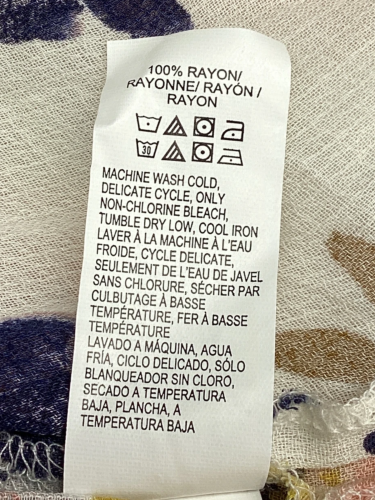 100% RAYON/
RAYONNE/ RAYÓN /
RAYON
30
MACHINE WASH COLD,
DELICATE CYCLE, ONLY
NON-CHLORINE BLEACH,
TUMBLE DRY LOW, COOL IRON
LAVER À LA MACHINE À L'EAU
FROIDE, CYCLE DELICATE,
SEULEMENT DE L'EAU DE JAVEL
SANS CHLORURE, SÉCHER PAR
CULBUTAGE À BASSE
TEMPÉRATURE, FER À BASSE
TEMPÉRATURE
LAVADO A MÁQUINA, AGUA
FRÍA, CICLO DELICADO, SÓLO
BLANQUEADOR SIN CLORO,
SECADO A TEMPERATURA
BAJA, PLANCHA, A
TEMPERATURA BAJA